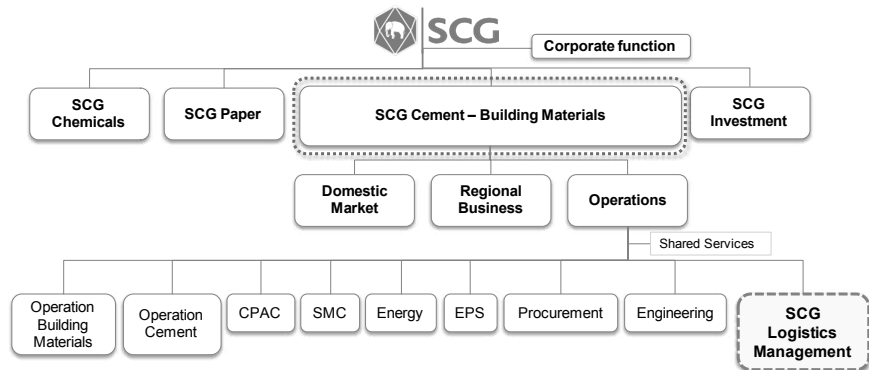 SCG
Corporate function
SCG
Chemicals
SCG Paper
SCG Cement – Building Materials
SCG
Investment
Domestic
Market
Regional
Business
Operations
Shared Services
Operation
Building
Materials
Operation
Cement
CPAC
SMC
Energy
EPS
Procurement
Engineering
SCG
Logistics
Management